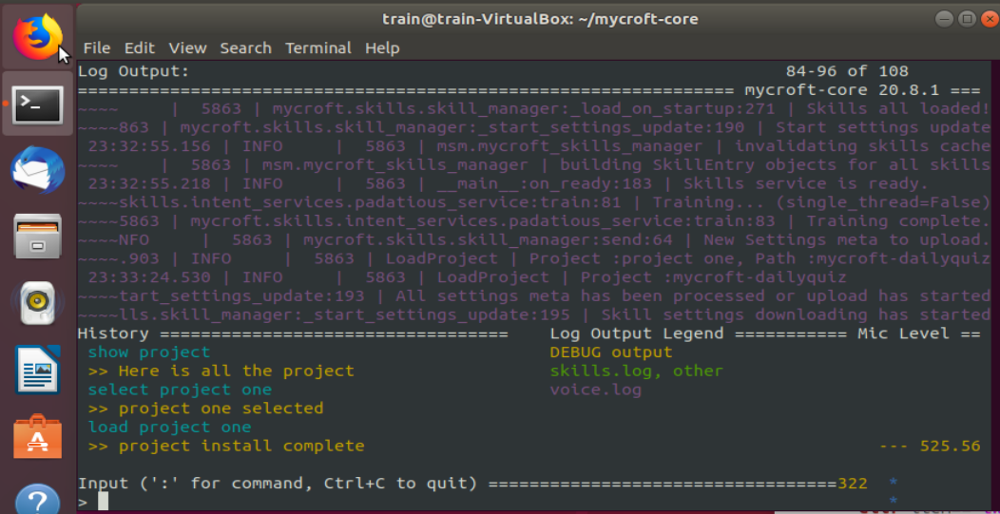 train@train-VirtualBox: ~/mycroft-core
File Edit View Search Terminal Help
Log Output: 84-96 of 108
================================================================ mycroft-core 20.8.1 ===
~~~~ | 5863 | mycroft.skills.skill_manager:_load_on_startup:271 | Skills all loaded!
~~~~863 | mycroft.skills.skill_manager:_start_settings_update:190 | Start settings update
23:32:55.156 | INFO | 5863 | msm.mycroft_skills_manager | invalidating skills cache
~~~~ | 5863 | msm.mycroft_skills_manager | building SkillEntry objects for all skills
23:32:55.218 | INFO | 5863 | __main__:on_ready:183 | Skills service is ready.
~~~~skills.intent_services.padatious_service:train:81 | Training... (single_thread=False)
~~~~5863 | mycroft.skills.intent_services.padatious_service:train:83 | Training complete.
~~~~NFO | 5863 | mycroft.skills.skill_manager:send:64 | New Settings meta to upload.
~~~~.903 | INFO | 5863 | LoadProject | Project :project one, Path :mycroft-dailyquiz
23:33:24.530 | INFO | 5863 | LoadProject | Project :mycroft-dailyquiz
~~~~tart_settings_update:193 | All settings meta has been processed or upload has started
~~~~lls.skill_manager:_start_settings_update:195 | Skill settings downloading has started
History ================================== Log Output Legend =========== Mic Level ==
show project DEBUG output
>> Here is all the project skills.log, other
select project one voice.log
>> project one selected
load project one
>> project install complete --- 525.56
Input (':' for command, Ctrl+C to quit) ==================================322 *
> *